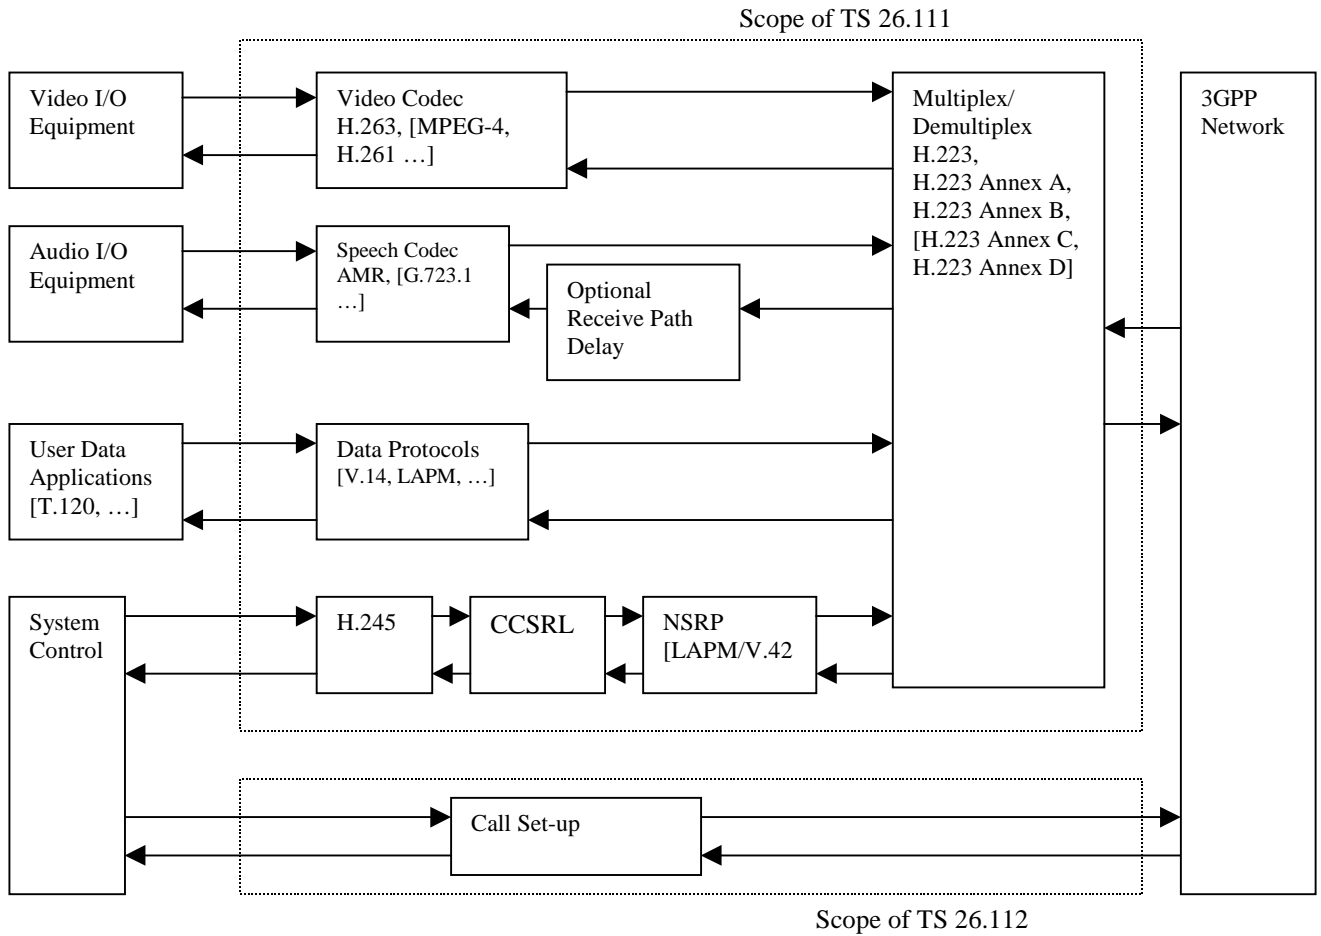 Scope of TS 26.111
Video I/O
Equipment
Video Codec
H.263, [MPEG-4,
H.261 …]
Multiplex/
Demultiplex
H.223,
H.223 Annex A,
H.223 Annex B,
[H.223 Annex C,
H.223 Annex D]
3GPP
Network
Audio I/O
Equipment
Speech Codec
AMR, [G.723.1
…]
Optional
Receive Path
Delay
User Data
Applications
[T.120, …]
Data Protocols
[V.14, LAPM, …]
System
Control
H.245
CCSRL
NSRP
[LAPM/V.42
Call Set-up
Scope of TS 26.112